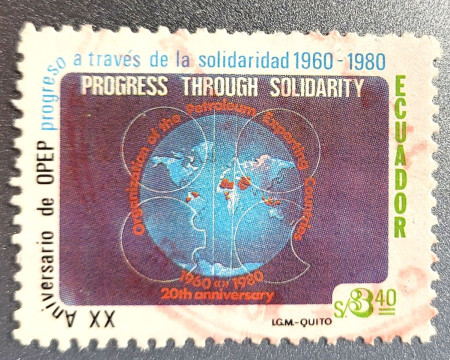 XX Aniversario de OPEP progreso a través de la solidaridad 1960-1980
PROGRESS THROUGH SOLIDARITY
ECUADOR
Organization of the Petroleum Exporting Countries
1960 1980
20th anniversary
S/3.40
I.G.M.-QUITO